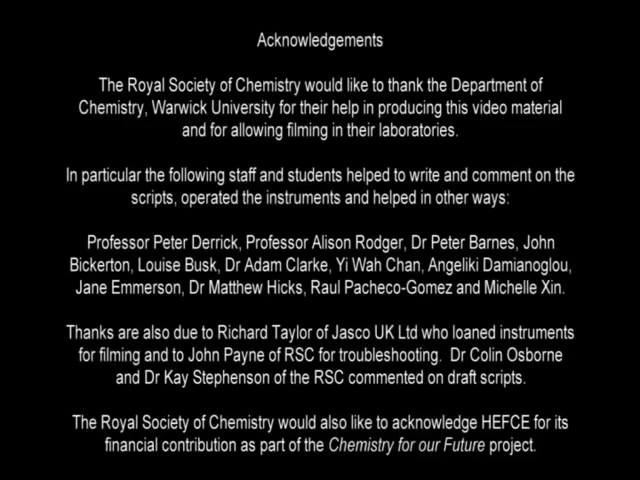 Acknowledgements
The Royal Society of Chemistry would like to thank the Department of
Chemistry, Warwick University for their help in producing this video material
and for allowing filming in their laboratories.
In particular the following staff and students helped to write and comment on the
scripts, operated the instruments and helped in other ways:
Professor Peter Derrick, Professor Alison Rodger, Dr Peter Barnes, John
Bickerton, Louise Busk, Dr Adam Clarke, Yi Wah Chan, Angeliki Damianoglou,
Jane Emmerson, Dr Matthew Hicks, Raul Pacheco-Gomez and Michelle Xin.
Thanks are also due to Richard Taylor of Jasco UK Ltd who loaned instruments
for filming and to John Payne of RSC for troubleshooting. Dr Colin Osborne
and Dr Kay Stephenson of the RSC commented on draft scripts.
The Royal Society of Chemistry would also like to acknowledge HEFCE for its
financial contribution as part of the Chemistry for our Future project.